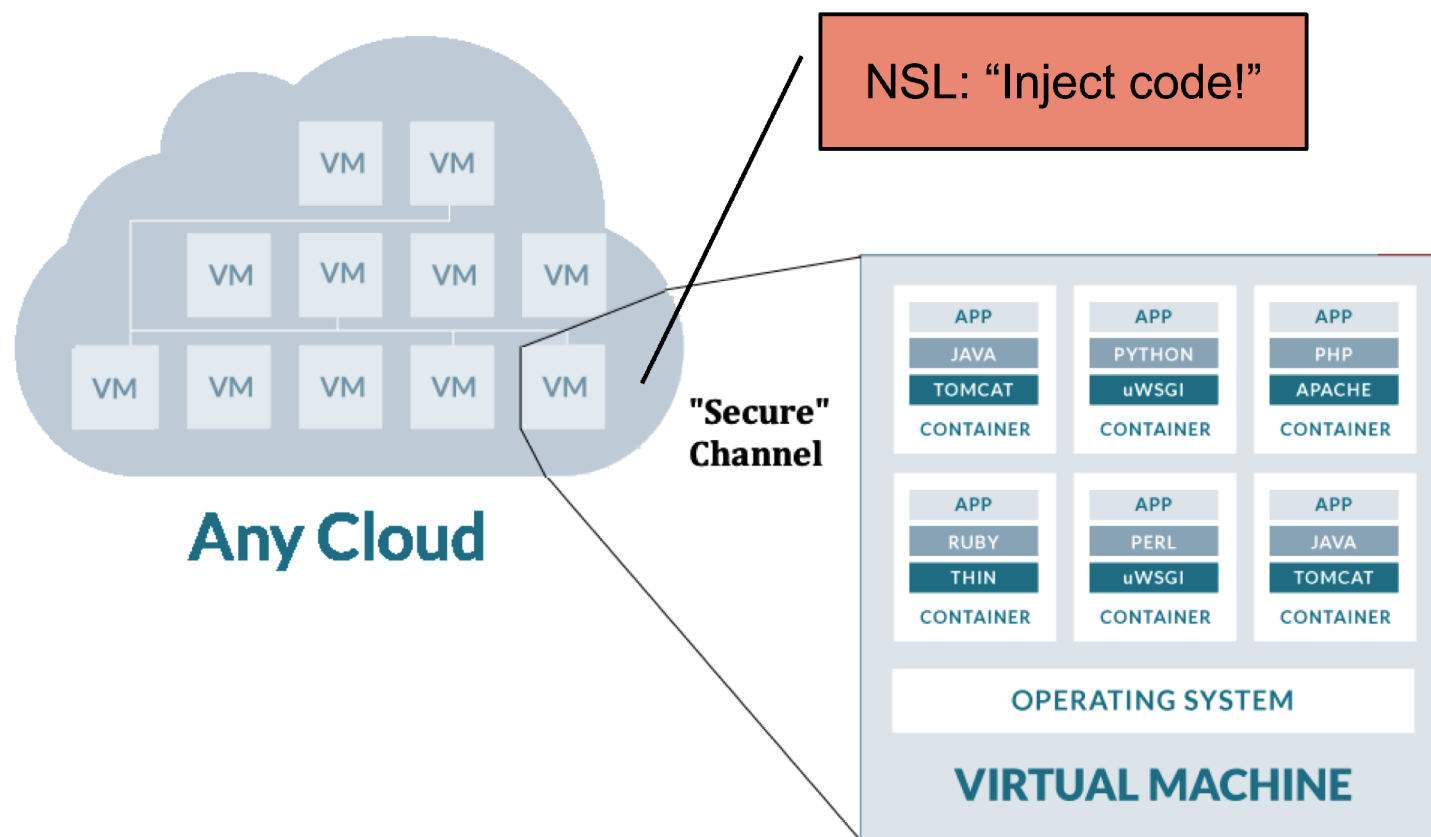 NSL: “Inject code!”
VM VM
VM VM VM VM
VM VM VM VM VM
Any Cloud
"Secure"
Channel
APP APP APP
JAVA PYTHON PHP
TOMCAT uWSGI APACHE
CONTAINER CONTAINER CONTAINER
APP APP APP
RUBY PERL JAVA
THIN uWSGI TOMCAT
CONTAINER CONTAINER CONTAINER
OPERATING SYSTEM
VIRTUAL MACHINE